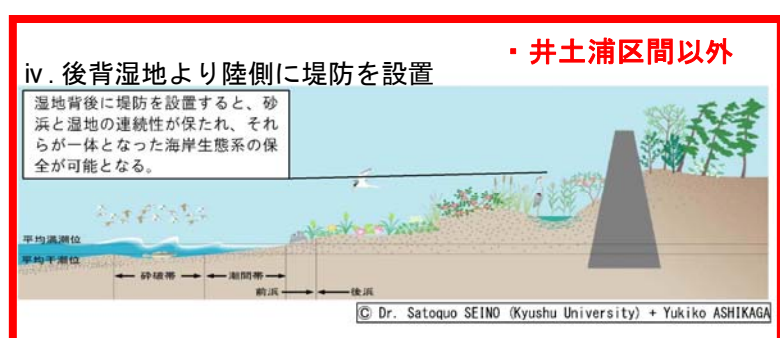 ・井土浦区間以外
ⅳ. 後背湿地より陸側に堤防を設置
湿地背後に堤防を設置すると、砂
浜と湿地の連続性が保たれ、それ
らが一体となった海岸生態系の保
全が可能となる。
平均満潮位
平均干潮位
砕波帯
潮間帯
前浜
後浜
© Dr. Satoquo SEINO (Kyushu University) + Yukiko ASHIKAGA